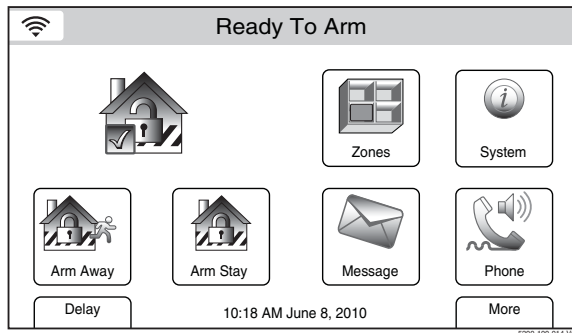 Ready To Arm
Zones
System
Arm Away
Arm Stay
Message
Phone
Delay
10:18 AM June 8, 2010
More